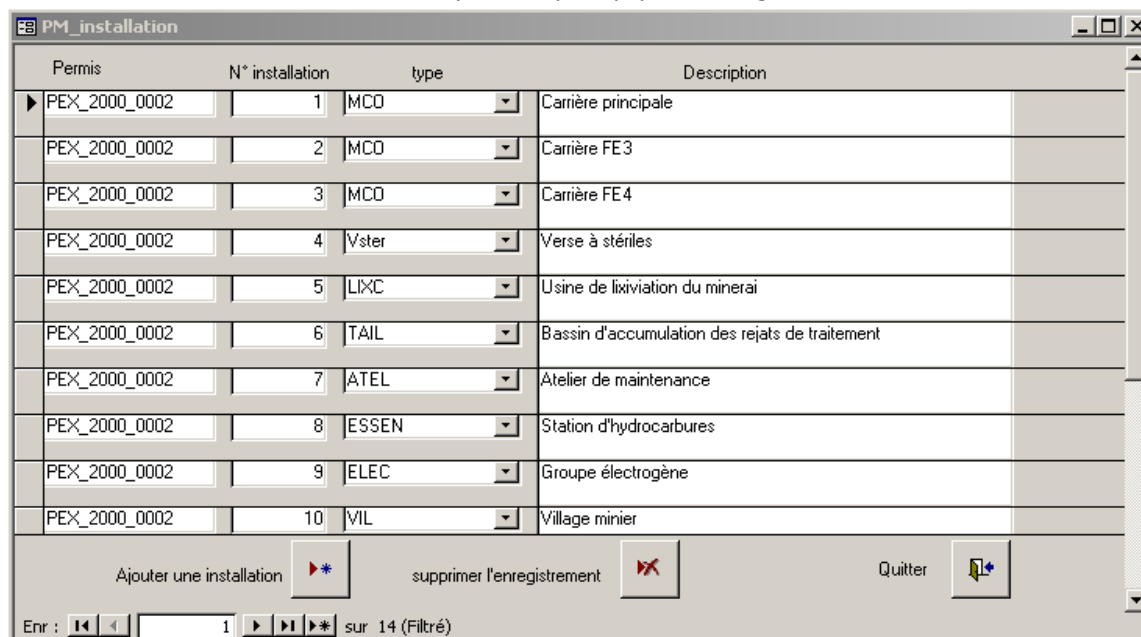 PM_installation
Permis N° installation type Description
PEX_2000_0002 1 MCO Carrière principale
PEX_2000_0002 2 MCO Carrière FE3
PEX_2000_0002 3 MCO Carrière FE4
PEX_2000_0002 4 Vster Verse à stériles
PEX_2000_0002 5 LIXC Usine de lixiviation du minerai
PEX_2000_0002 6 TAIL Bassin d'accumulation des rejats de traitement
PEX_2000_0002 7 ATEL Atelier de maintenance
PEX_2000_0002 8 ESSEN Station d'hydrocarbures
PEX_2000_0002 9 ELEC Groupe électrogène
PEX_2000_0002 10 VIL Village minier
Ajouter une installation supprimer l'enregistrement Quitter
Enr : 1 sur 14 (Filtré)